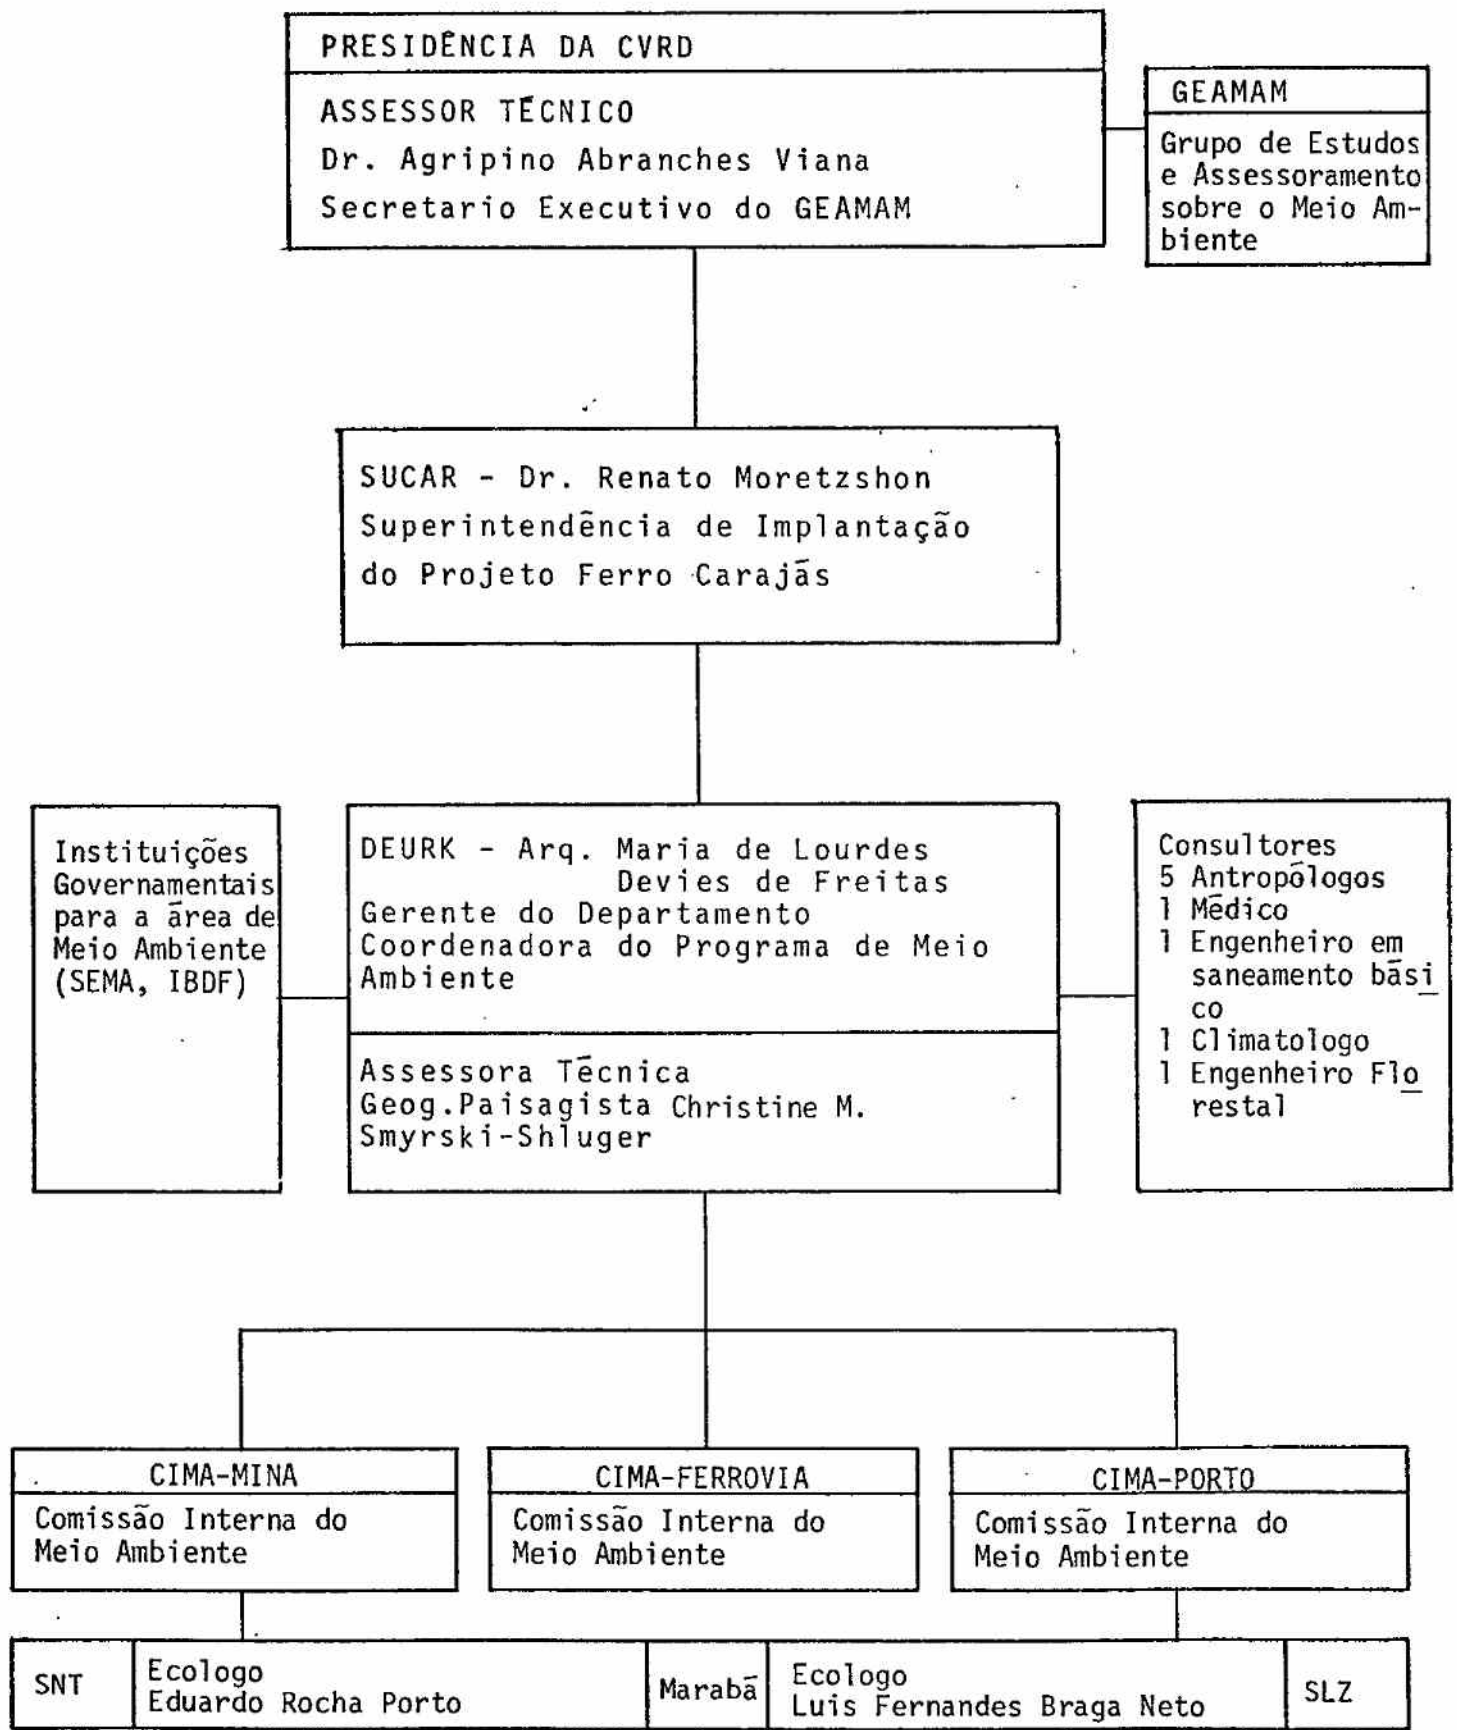 PRESIDÊNCIA DA CVRD
ASSESSOR TÉCNICO
Dr. Agripino Abranches Viana
Secretario Executivo do GEAMAM
GEAMAM
Grupo de Estudos
e Assessoramento
sobre o Meio Am-
biente
SUCAR - Dr. Renato Moretzshon
Superintendência de Implantação
do Projeto Ferro Carajás
Instituições
Governamentais
para a área de
Meio Ambiente
(SEMA, IBDF)
DEURK - Arq. Maria de Lourdes
Devies de Freitas
Gerente do Departamento
Coordenadora do Programa de Meio
Ambiente
Assessora Técnica
Geog.Paisagista Christine M.
Smyrski-Shluger
Consultores
5 Antropólogos
1 Médico
1 Engenheiro em
saneamento bási
co
1 Climatologo
1 Engenheiro Flo
restal
CIMA-MINA
Comissão Interna do
Meio Ambiente
CIMA-FERROVIA
Comissão Interna do
Meio Ambiente
CIMA-PORTO
Comissão Interna do
Meio Ambiente
SNT
Ecologo
Eduardo Rocha Porto
Marabá
Ecologo
Luis Fernandes Braga Neto
SLZ